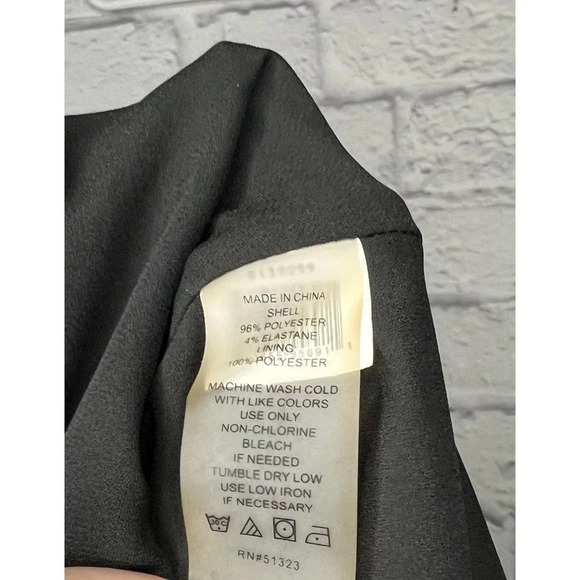 MADE IN CHINA
SHELL
96% POLYESTER
4% ELASTANE
LINING
100% POLYESTER
MACHINE WASH COLD
WITH LIKE COLORS
USE ONLY
NON-CHLORINE
BLEACH
IF NEEDED
TUMBLE DRY LOW
USE LOW IRON
IF NECESSARY
30°C
RN#51323